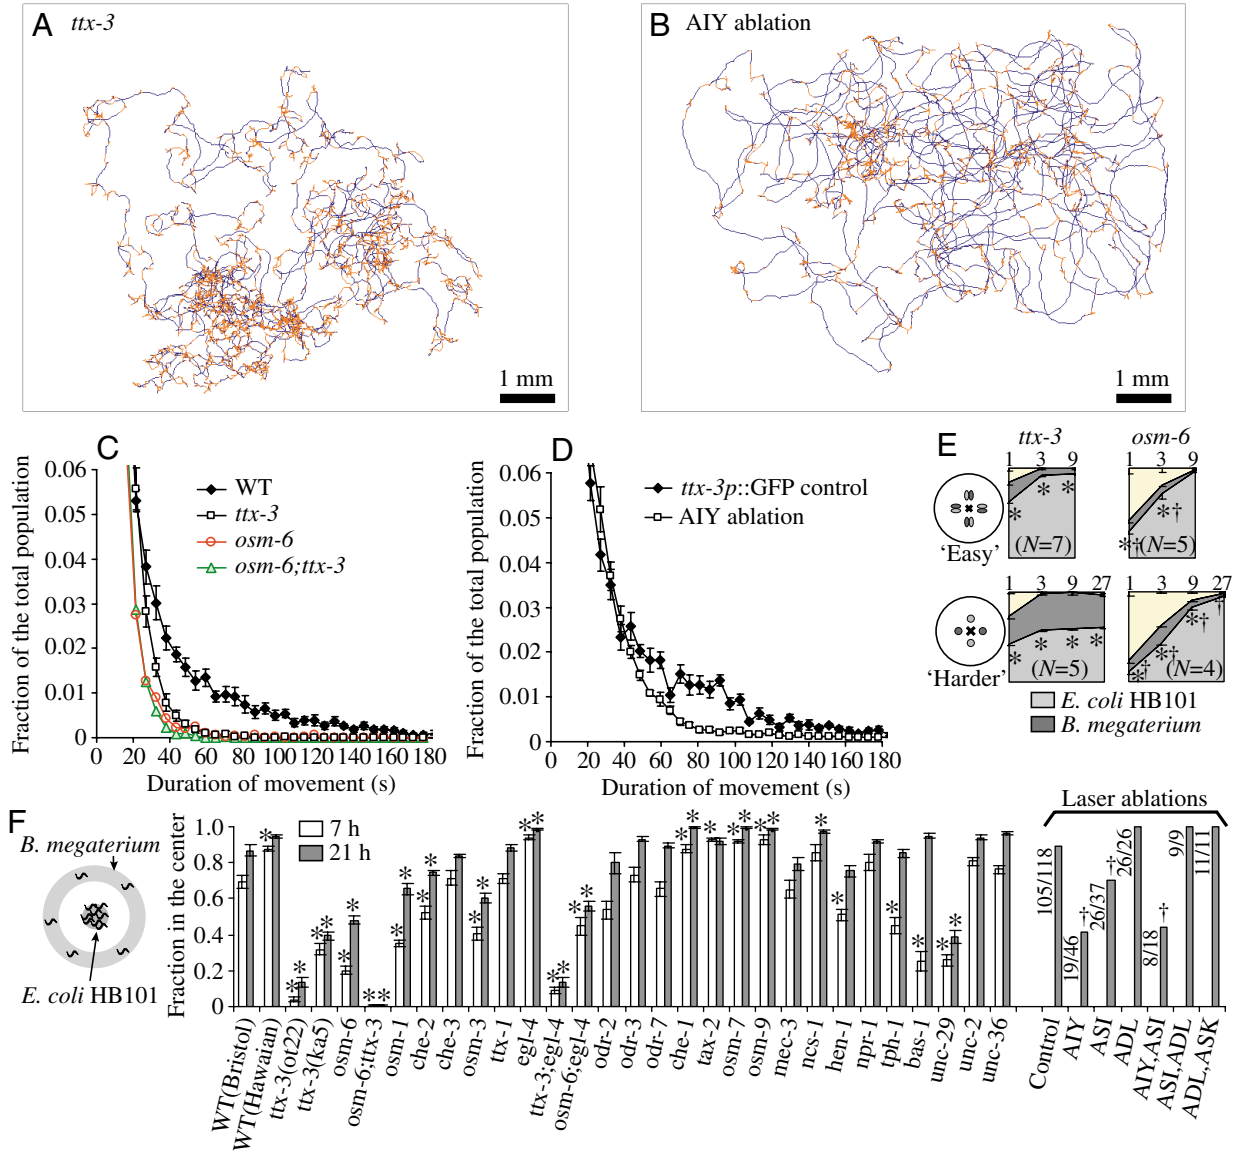 A ttx-3
1 mm
B AIY ablation
1 mm
C
Fraction of the total population
0.06
0.05
0.04
0.03
0.02
0.01
0
0 20 40 60 80 100 120 140 160 180
Duration of movement (s)
WT
ttx-3
osm-6
osm-6;ttx-3
D
Fraction of the total population
0.06
0.05
0.04
0.03
0.02
0.01
0
0 20 40 60 80 100 120 140 160 180
Duration of movement (s)
ttx-3p::GFP control
AIY ablation
E
ttx-3 osm-6
1 3 9 1 3 9
* * * *† *†
'Easy' (N=7) (N=5)
1 3 9 27 1 3 9 27
* * * * *† *† *† †
'Harder' (N=5) (N=4)
E. coli HB101
B. megaterium
F
B. megaterium
E. coli HB101
Fraction in the center
1.0
0.8
0.6
0.4
0.2
0
7 h
21 h
WT(Bristol)
WT(Hawaian)
ttx-3(ot22)
ttx-3(ka5)
osm-6
osm-6;ttx-3
osm-1
che-2
che-3
osm-3
ttx-1
egl-4
ttx-3;egl-4
osm-6;egl-4
odr-2
odr-3
odr-7
che-1
tax-2
osm-7
osm-9
mec-3
ncs-1
hen-1
npr-1
tph-1
bas-1
unc-29
unc-2
unc-36
Laser ablations
105/118
19/46
†
26/37
†
26/26
8/18
†
9/9
11/11
Control
AIY
ASI
ADL
AIY,ASI
ASI,ADL
ADL,ASK